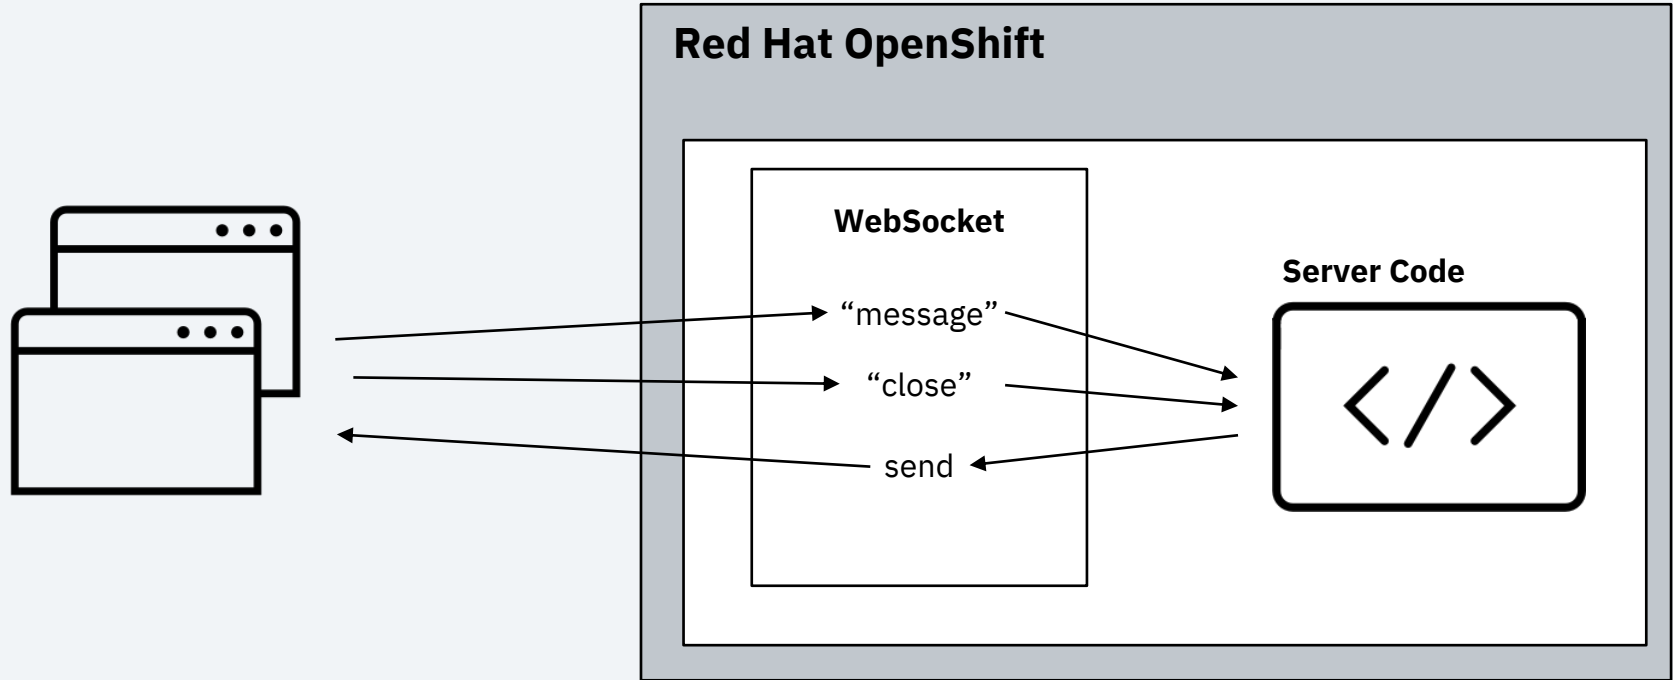 Red Hat OpenShift
WebSocket
Server Code
“message”
“close”
send